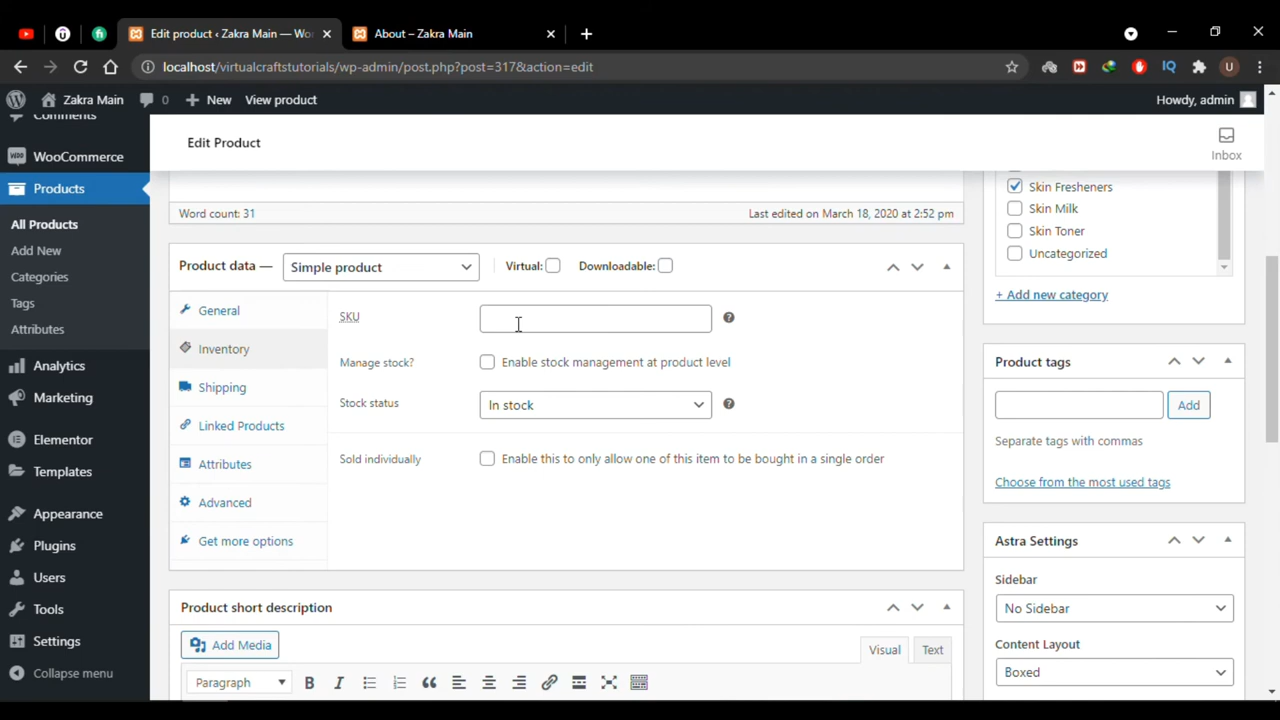 Edit product ‹ Zakra Main — Wo
About – Zakra Main
localhost/virtualcraftstutorials/wp-admin/post.php?post=317&action=edit
IQ
U
Zakra Main
0
New
View product
Howdy, admin
Comments
WooCommerce
Products
All Products
Add New
Categories
Tags
Attributes
Analytics
Marketing
Elementor
Templates
Appearance
Plugins
Users
Tools
Settings
Collapse menu
Edit Product
Inbox
Word count: 31
Last edited on March 18, 2020 at 2:52 pm
Product data —
Simple product
Virtual:
Downloadable:
General
Inventory
Shipping
Linked Products
Attributes
Advanced
Get more options
SKU
Manage stock?
Enable stock management at product level
Stock status
In stock
Sold individually
Enable this to only allow one of this item to be bought in a single order
Product short description
Add Media
Visual
Text
Paragraph
B
I
Skin Fresheners
Skin Milk
Skin Toner
Uncategorized
+ Add new category
Product tags
Add
Separate tags with commas
Choose from the most used tags
Astra Settings
Sidebar
No Sidebar
Content Layout
Boxed